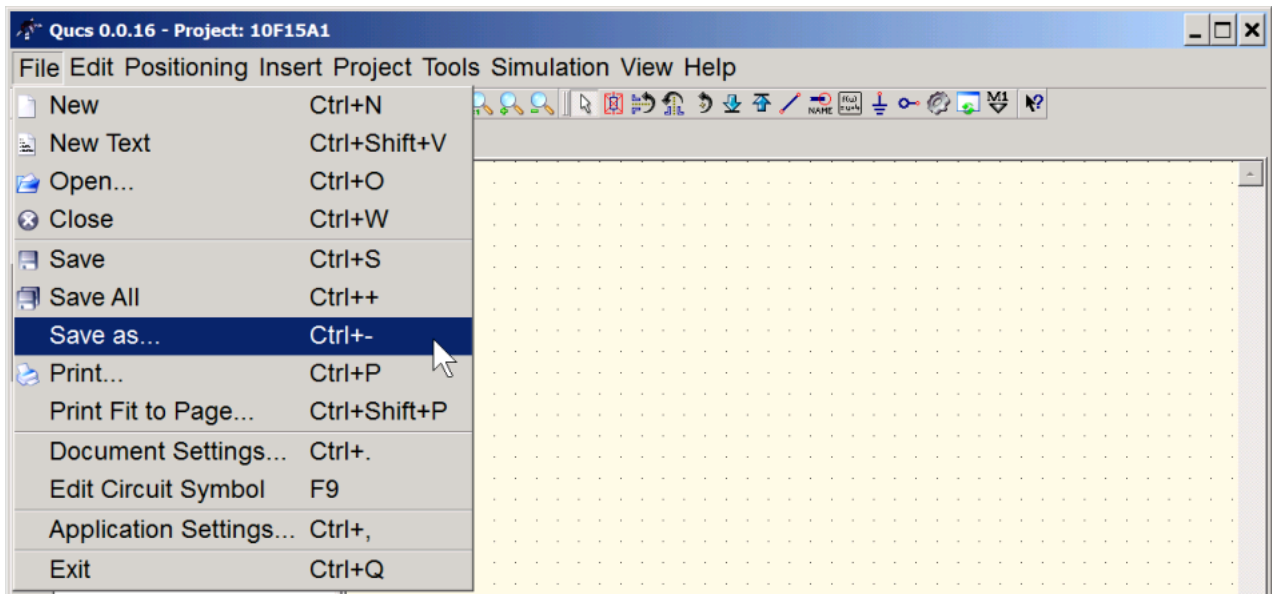 Qucs 0.0.16 - Project: 10F15A1
File Edit Positioning Insert Project Tools Simulation View Help
New Ctrl+N
New Text Ctrl+Shift+V
Open... Ctrl+O
Close Ctrl+W
Save Ctrl+S
Save All Ctrl++
Save as... Ctrl+-
Print... Ctrl+P
Print Fit to Page... Ctrl+Shift+P
Document Settings... Ctrl+.
Edit Circuit Symbol F9
Application Settings... Ctrl+,
Exit Ctrl+Q
NAME
M1